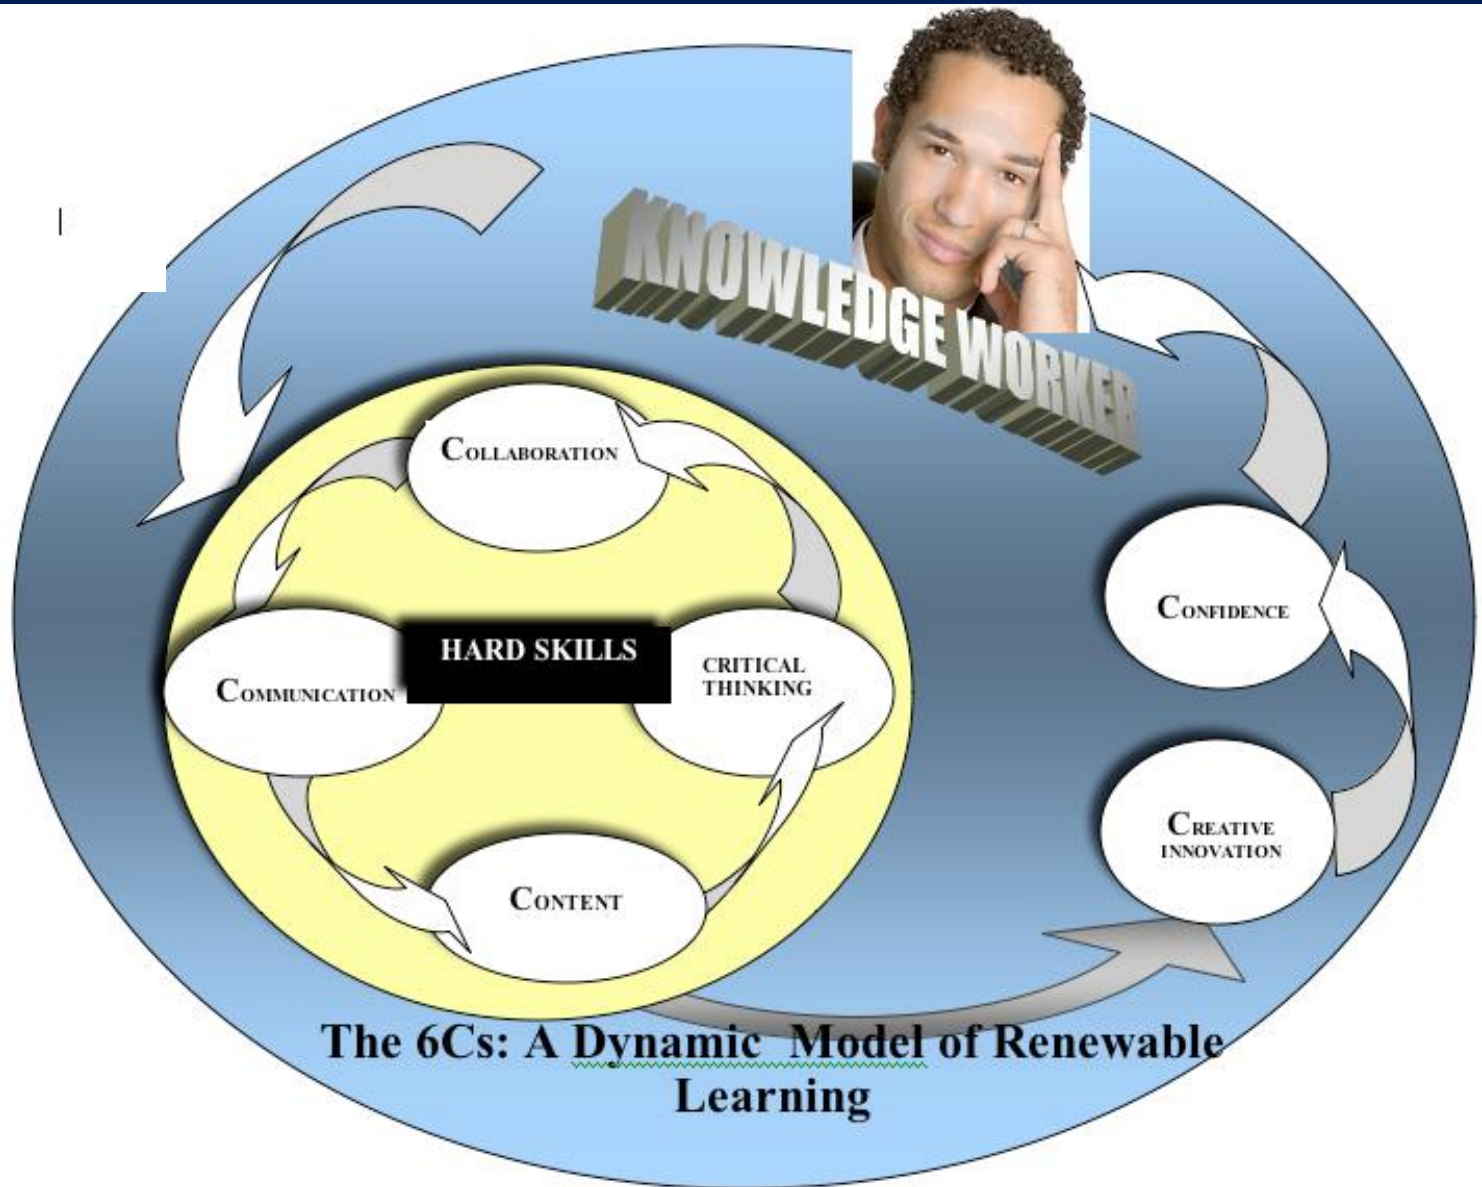 KNOWLEDGE WORKER
COLLABORATION
HARD SKILLS
COMMUNICATION
CRITICAL
THINKING
CONTENT
CONFIDENCE
CREATIVE
INNOVATION
The 6Cs: A Dynamic Model of Renewable
Learning